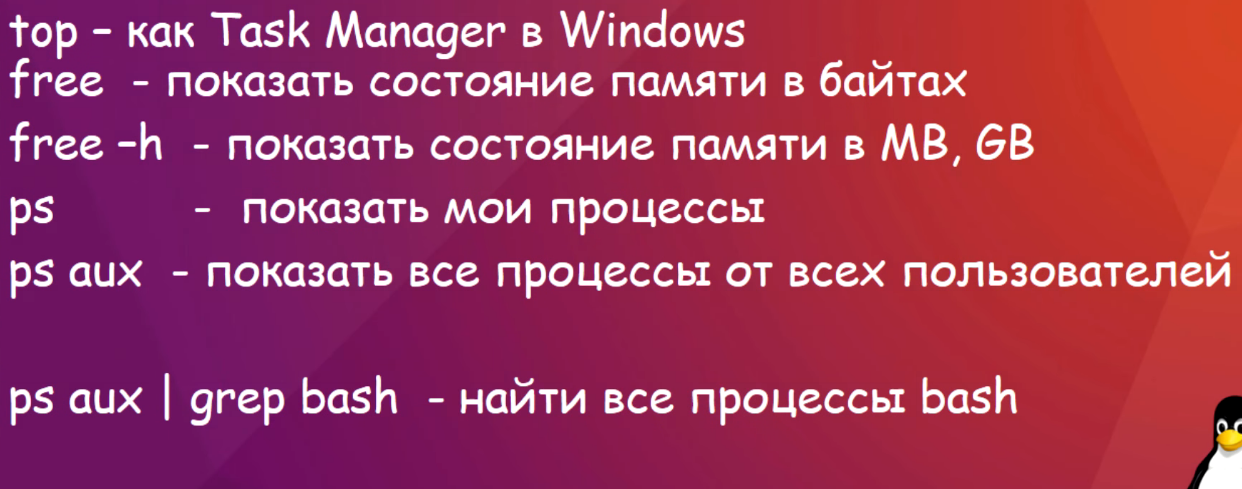 top – как Task Manager в Windows
free - показать состояние памяти в байтах
free –h - показать состояние памяти в MB, GB
ps - показать мои процессы
ps aux - показать все процессы от всех пользователей
ps aux | grep bash - найти все процессы bash